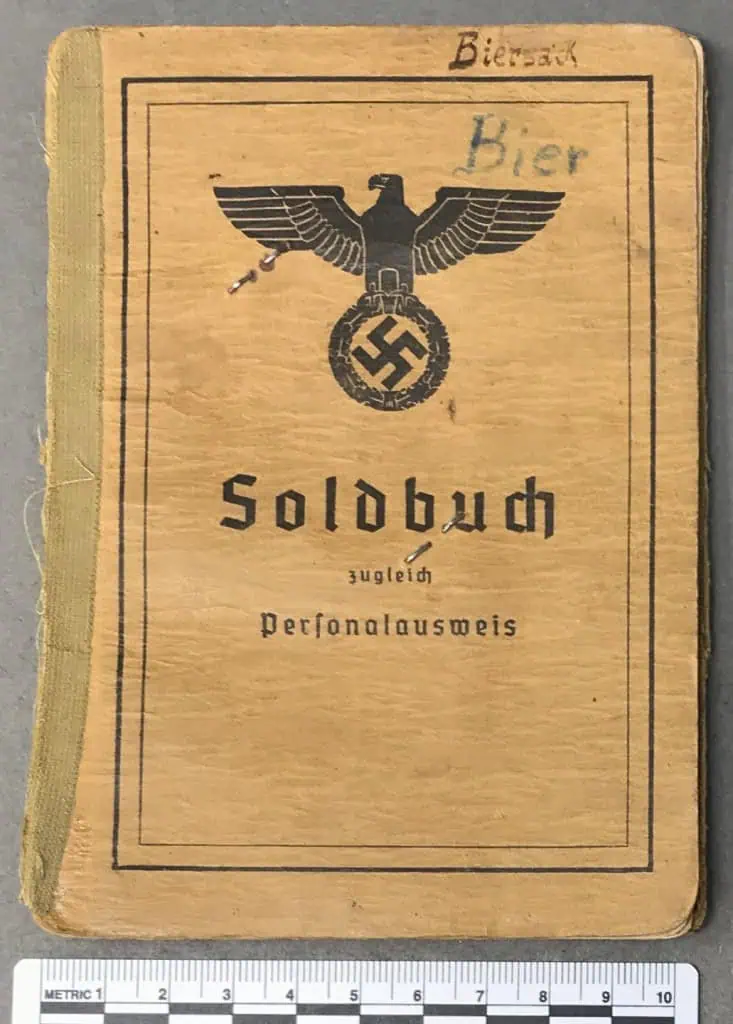 Biersack
Bier
Soldbuch
zugleich
Perſonalausweis
METRIC 1 2 3 4 5 6 7 8 9 10